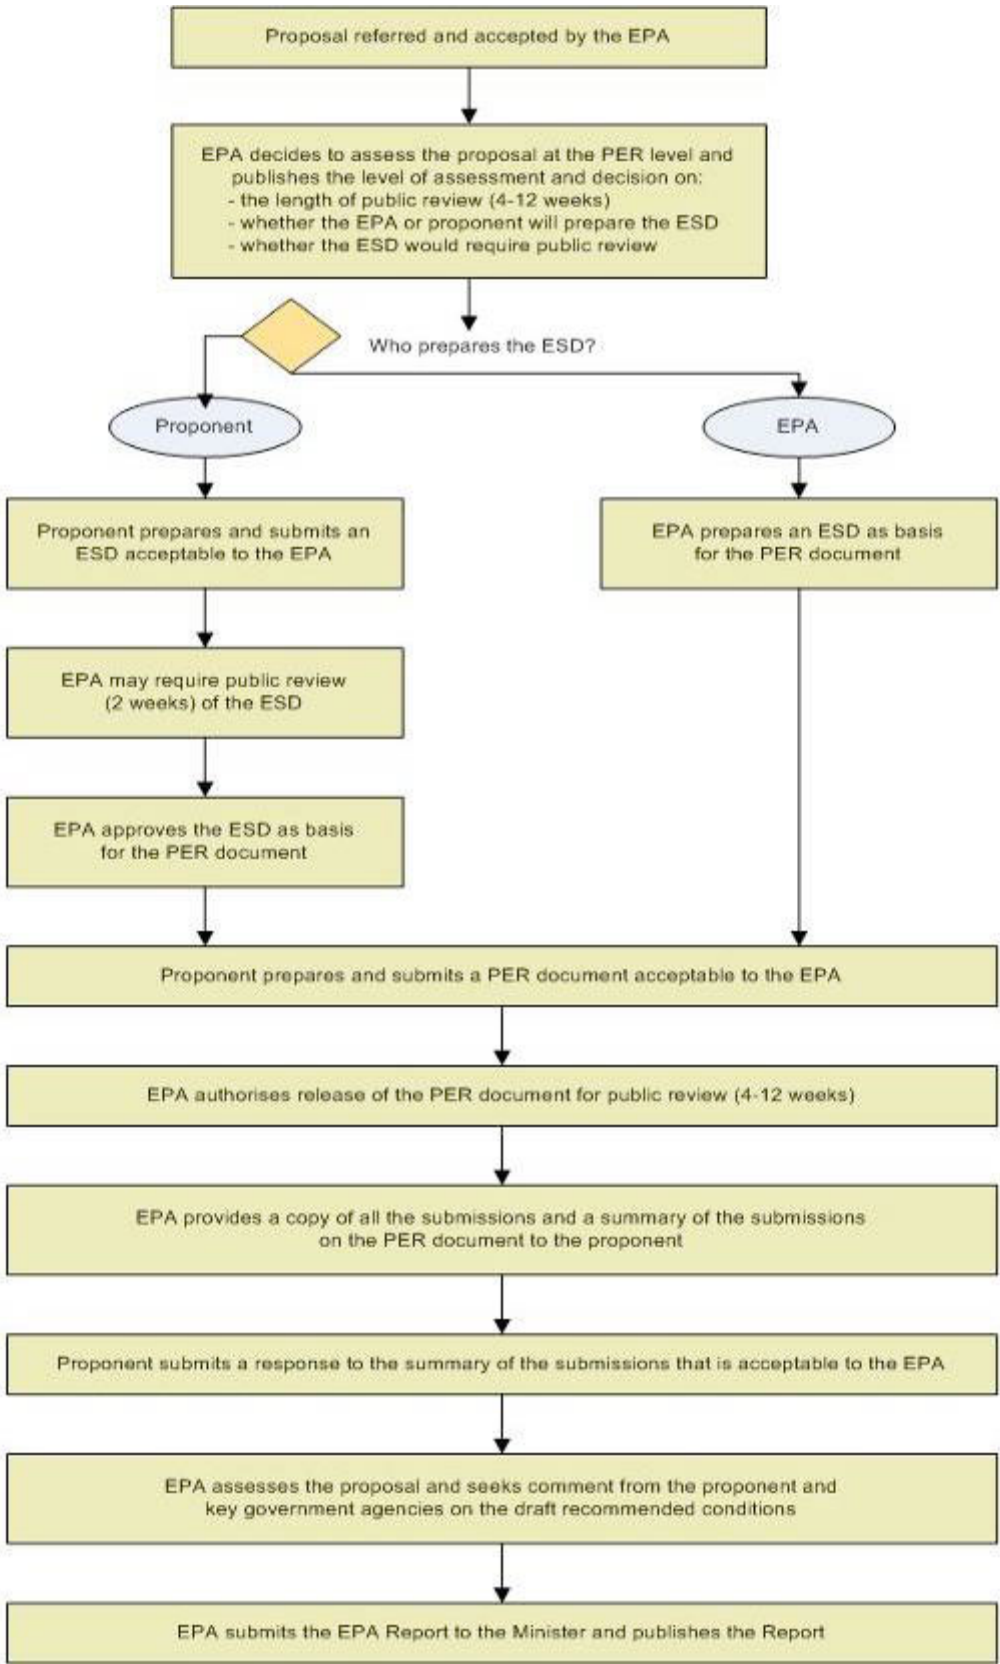 Proposal referred and accepted by the EPA
EPA decides to assess the proposal at the PER level and
publishes the level of assessment and decision on:
- the length of public review (4-12 weeks)
- whether the EPA or proponent will prepare the ESD
- whether the ESD would require public review
Who prepares the ESD?
Proponent
EPA
Proponent prepares and submits an
ESD acceptable to the EPA
EPA prepares an ESD as basis
for the PER document
EPA may require public review
(2 weeks) of the ESD
EPA approves the ESD as basis
for the PER document
Proponent prepares and submits a PER document acceptable to the EPA
EPA authorises release of the PER document for public review (4-12 weeks)
EPA provides a copy of all the submissions and a summary of the submissions
on the PER document to the proponent
Proponent submits a response to the summary of the submissions that is acceptable to the EPA
EPA assesses the proposal and seeks comment from the proponent and
key government agencies on the draft recommended conditions
EPA submits the EPA Report to the Minister and publishes the Report